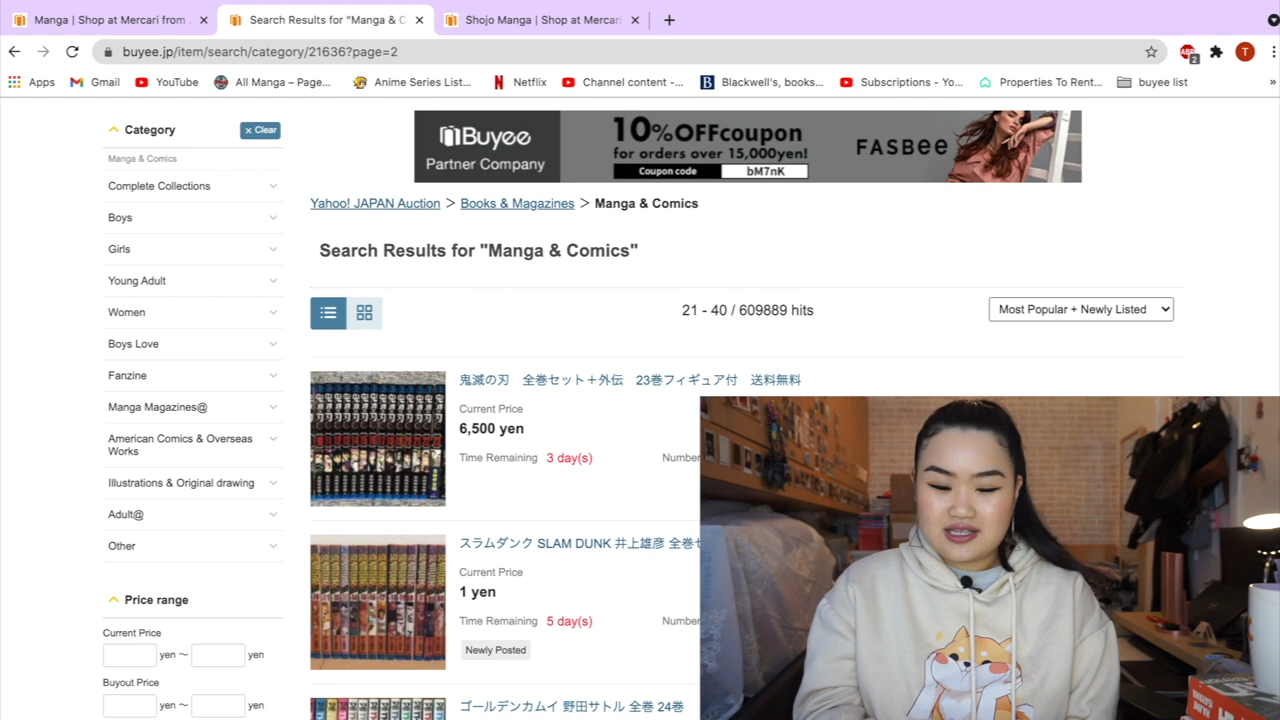 Manga | Shop at Mercari from
Search Results for "Manga & C
Shojo Manga | Shop at Mercari
buyee.jp/item/search/category/21636?page=2
ABP
2
T
Apps
Gmail
YouTube
All Manga – Page...
Anime Series List...
Netflix
Channel content -...
Blackwell's, books...
Subscriptions - Yo...
Properties To Rent...
buyee list
Category
× Clear
Manga & Comics
Complete Collections
Boys
Girls
Young Adult
Women
Boys Love
Fanzine
Manga Magazines@
American Comics & Overseas
Works
Illustrations & Original drawing
Adult@
Other
Price range
Current Price
yen ～ yen
Buyout Price
yen ～ yen
Buyee
Partner Company
10%OFFcoupon
for orders over 15,000yen!
Coupon code bM7nK
FASBEE
Yahoo! JAPAN Auction > Books & Magazines > Manga & Comics
Search Results for "Manga & Comics"
21 - 40 / 609889 hits
Most Popular + Newly Listed
鬼滅の刃　全巻セット＋外伝　23巻フィギュア付　送料無料
Current Price
6,500 yen
Time Remaining 3 day(s) Number
スラムダンク SLAM DUNK 井上雄彦 全巻セ
Current Price
1 yen
Time Remaining 5 day(s) Number
Newly Posted
ゴールデンカムイ 野田サトル 全巻 24巻